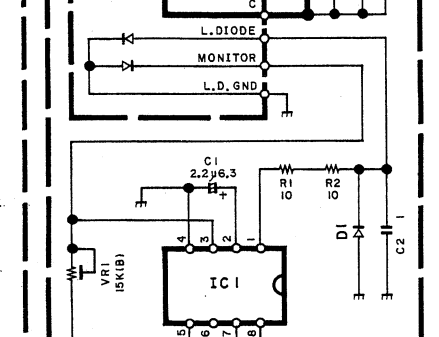 C
L.DIODE
MONITOR
L.D.GND
C1
2.2µ6.3
+
R1
10
R2
10
D1
C2
1
4
3
2
1
VR1
15K(B)
IC1
5
6
7
8